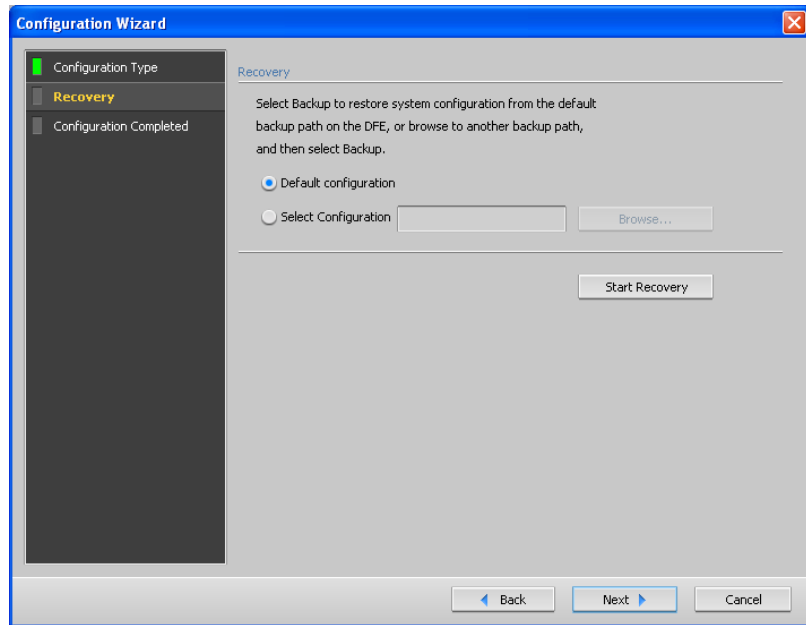 Configuration Wizard
Configuration Type
Recovery
Configuration Completed
Recovery
Select Backup to restore system configuration from the default
backup path on the DFE, or browse to another backup path,
and then select Backup.
Default configuration
Select Configuration
Browse...
Start Recovery
Back
Next
Cancel